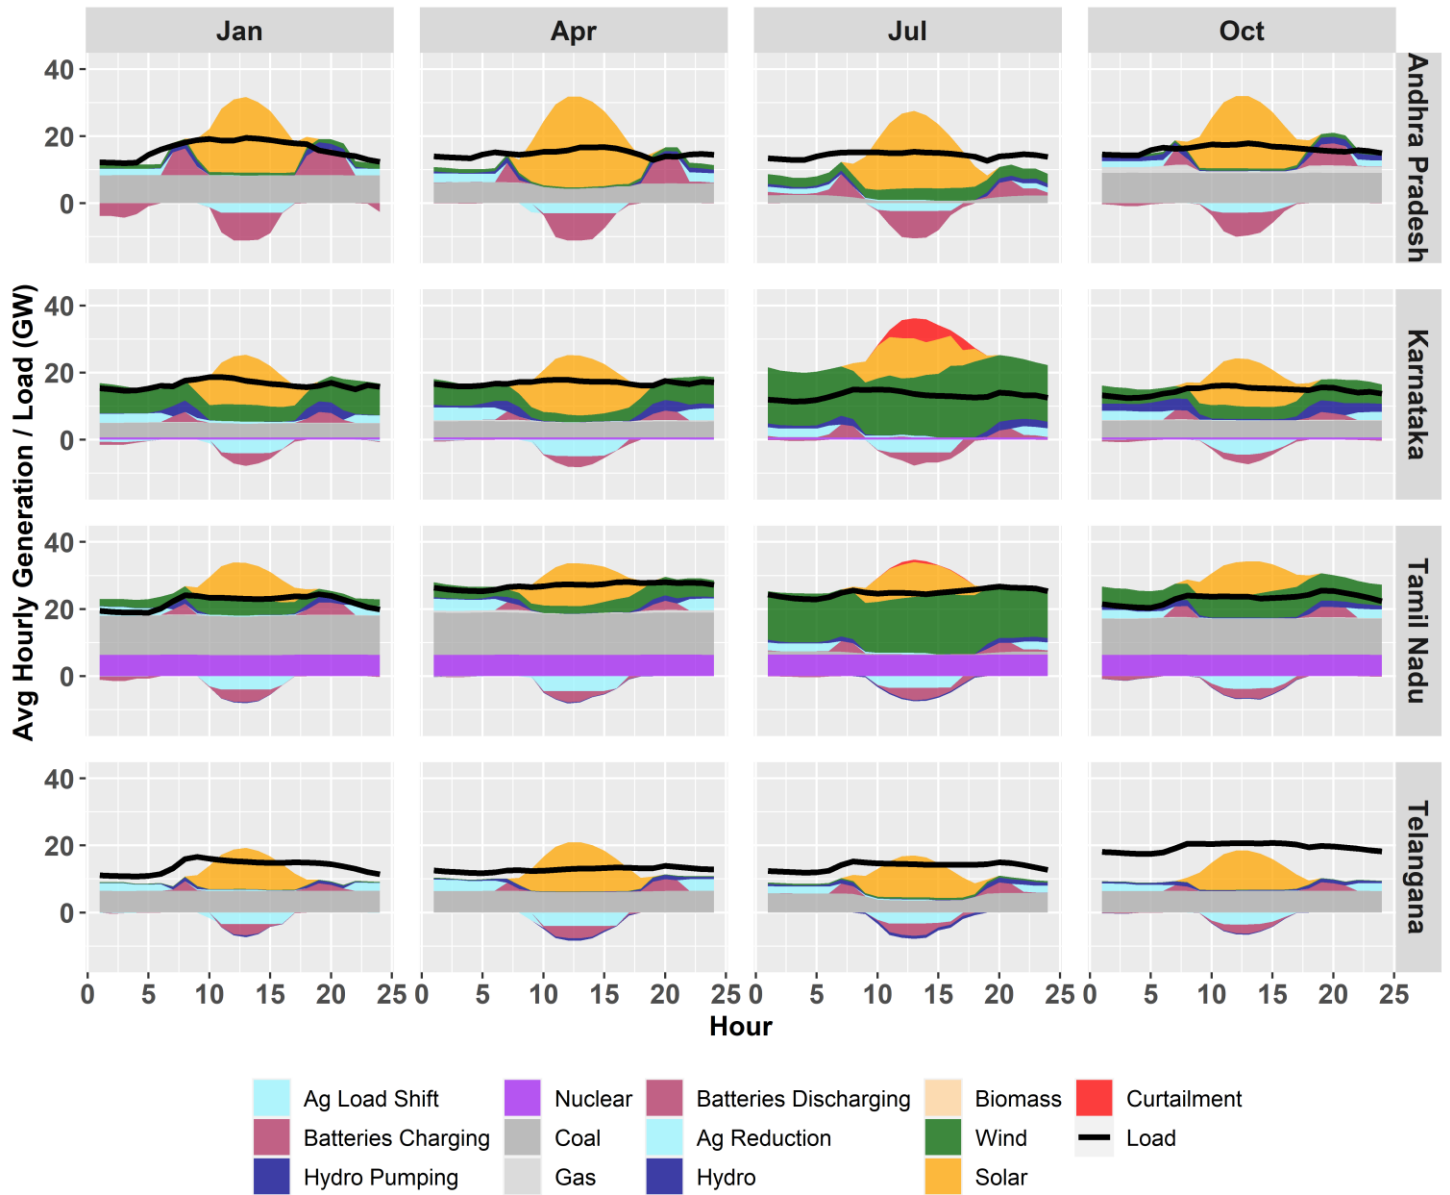 Jan Apr Jul Oct
Avg Hourly Generation / Load (GW)
40
20
0
Andhra Pradesh
40
20
0
Karnataka
40
20
0
Tamil Nadu
40
20
0
Telangana
0 5 10 15 20 25 0 5 10 15 20 25 0 5 10 15 20 25 0 5 10 15 20 25
Hour
Ag Load Shift Nuclear Batteries Discharging Biomass Curtailment
Batteries Charging Coal Ag Reduction Wind Load
Hydro Pumping Gas Hydro Solar